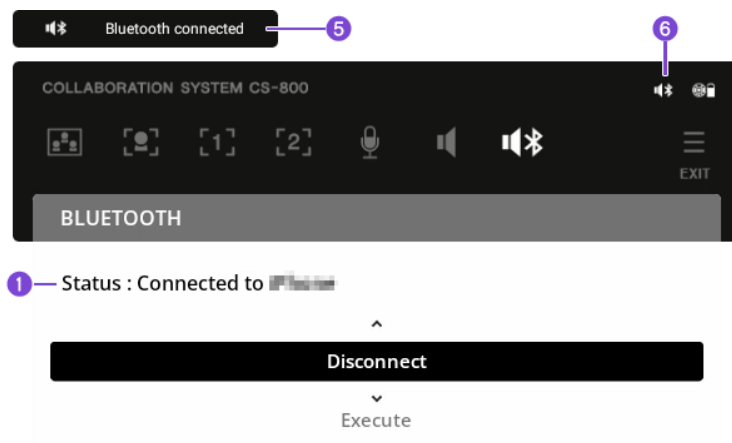 Bluetooth connected
5
6
COLLABORATION SYSTEM CS-800
[1] [2]
EXIT
BLUETOOTH
1
Status : Connected to
Disconnect
Execute